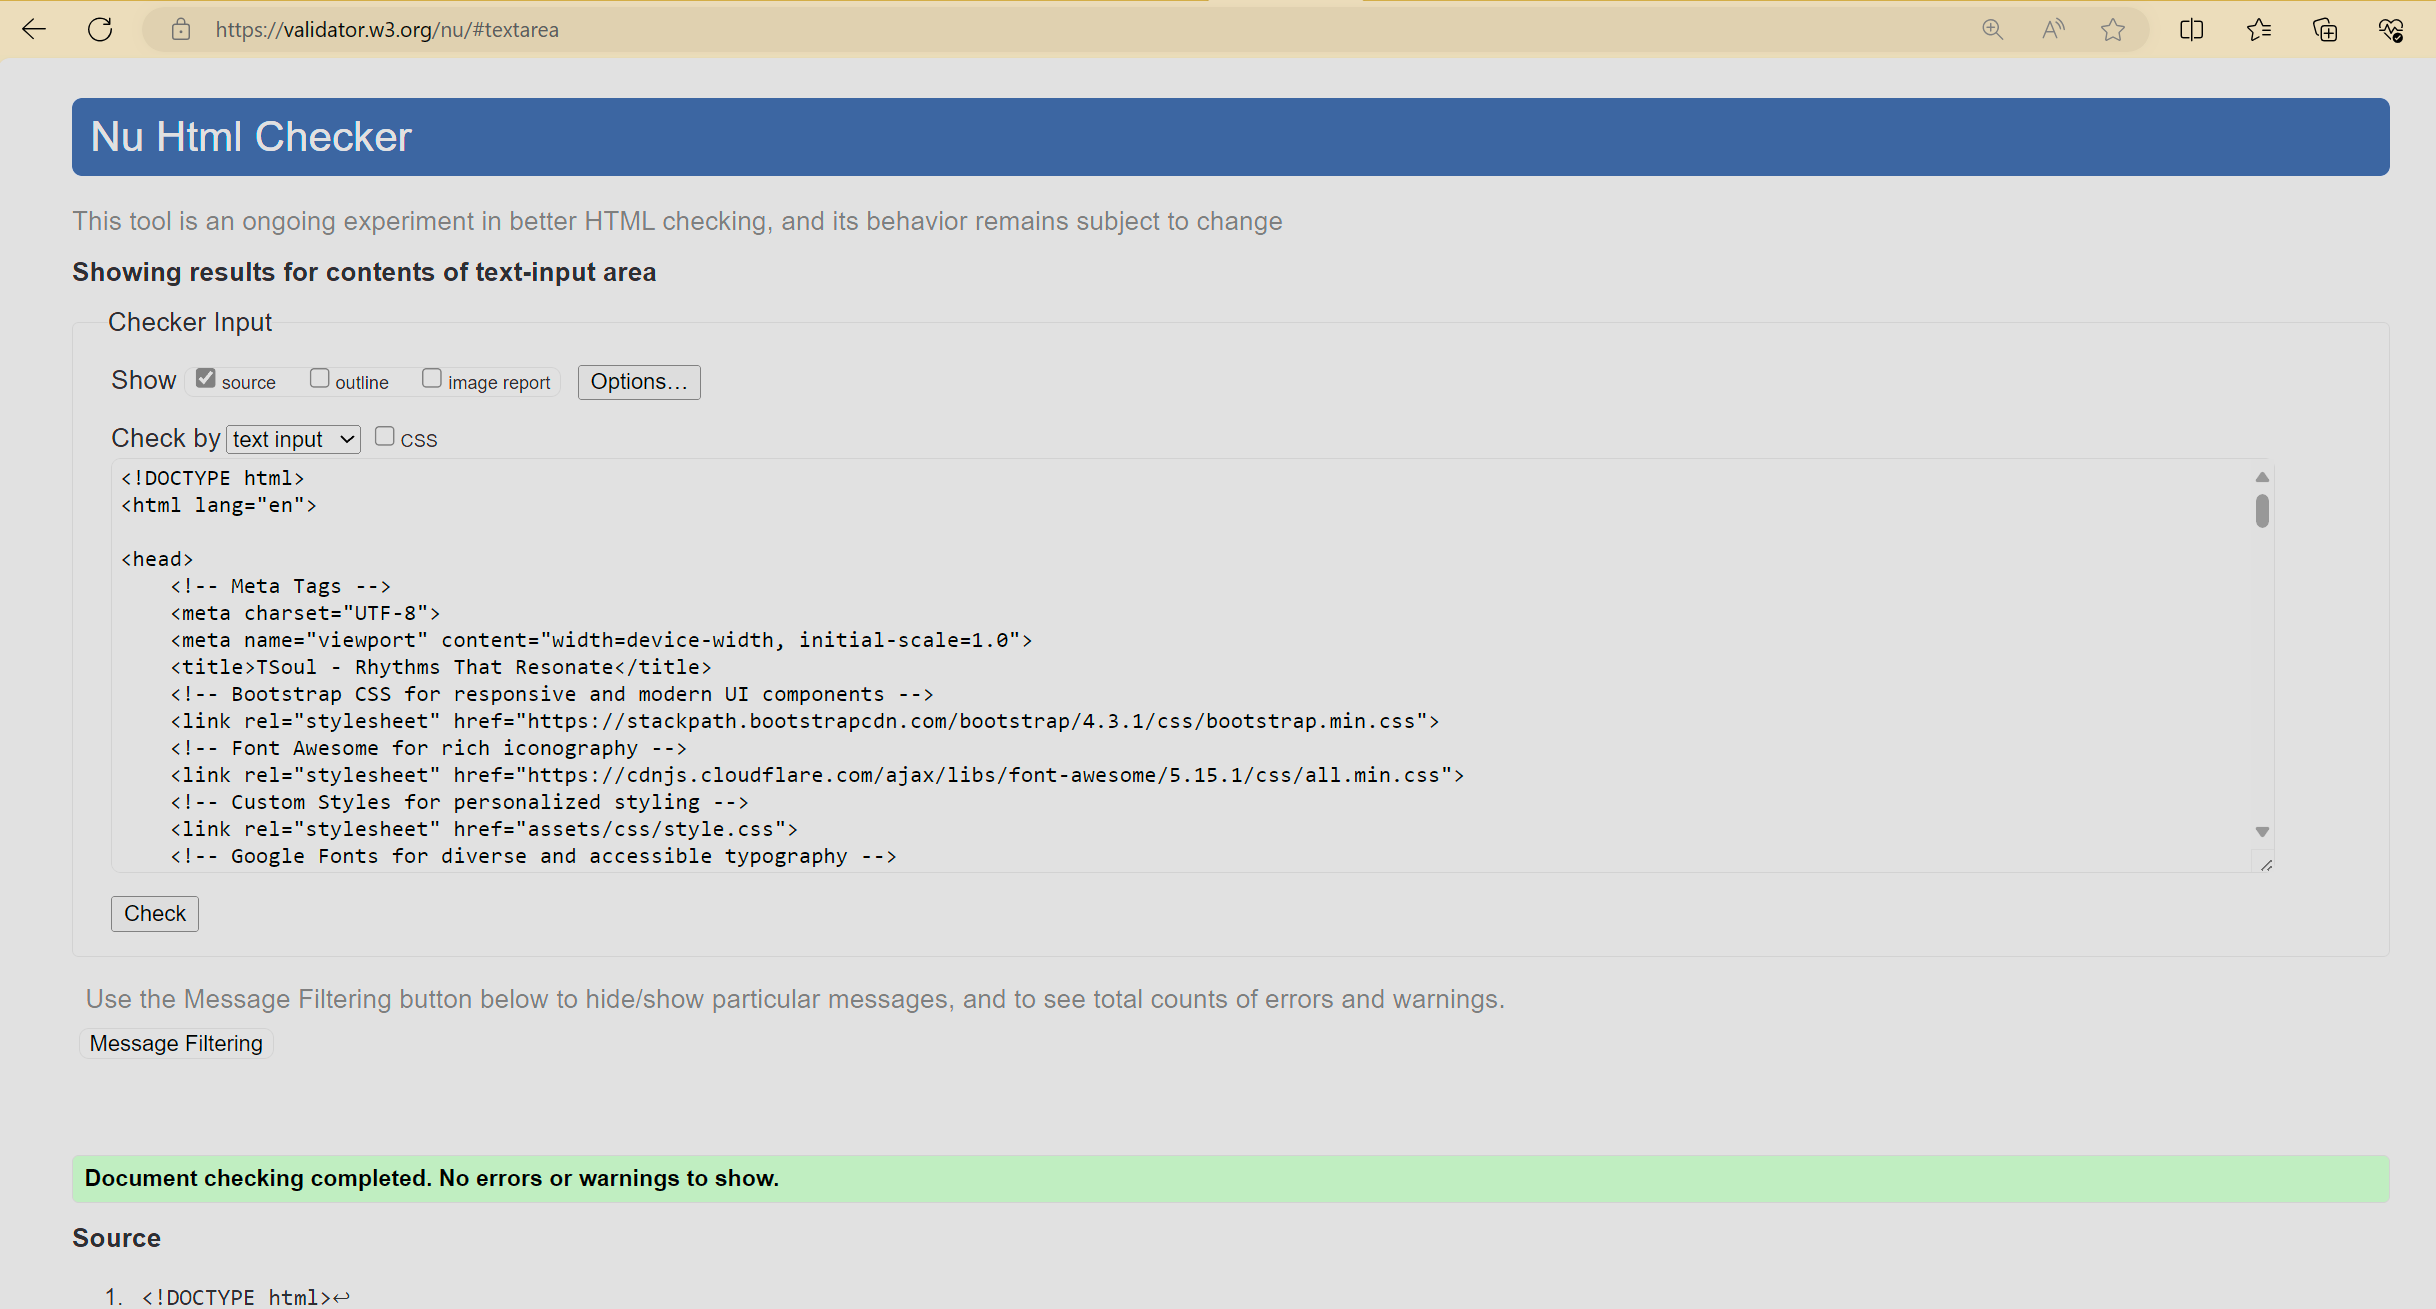 https://validator.w3.org/nu/#textarea
Nu Html Checker
This tool is an ongoing experiment in better HTML checking, and its behavior remains subject to change
Showing results for contents of text-input area
Checker Input
Show source outline image report Options...
Check by text input CSS
<!DOCTYPE html>
<html lang="en">
<head>
<!-- Meta Tags -->
<meta charset="UTF-8">
<meta name="viewport" content="width=device-width, initial-scale=1.0">
<title>TSoul - Rhythms That Resonate</title>
<!-- Bootstrap CSS for responsive and modern UI components -->
<link rel="stylesheet" href="https://stackpath.bootstrapcdn.com/bootstrap/4.3.1/css/bootstrap.min.css">
<!-- Font Awesome for rich iconography -->
<link rel="stylesheet" href="https://cdnjs.cloudflare.com/ajax/libs/font-awesome/5.15.1/css/all.min.css">
<!-- Custom Styles for personalized styling -->
<link rel="stylesheet" href="assets/css/style.css">
<!-- Google Fonts for diverse and accessible typography -->
Check
Use the Message Filtering button below to hide/show particular messages, and to see total counts of errors and warnings.
Message Filtering
Document checking completed. No errors or warnings to show.
Source
1. <!DOCTYPE html>↩